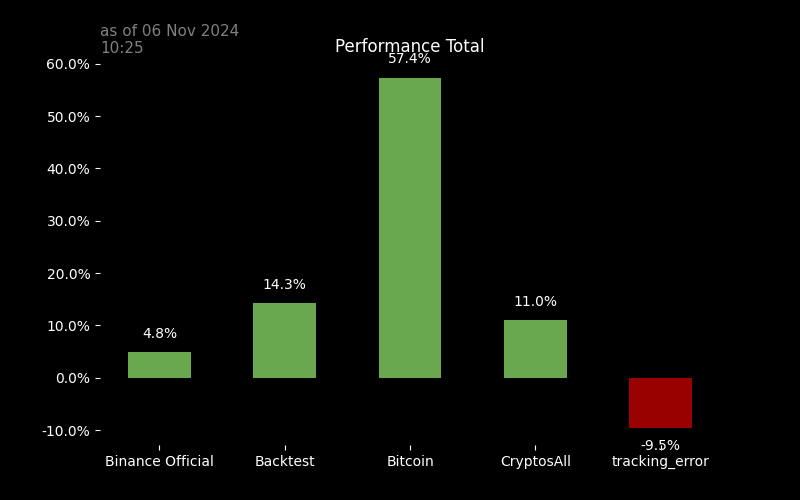 as of 06 Nov 2024
10:25
Performance Total
60.0%
50.0%
40.0%
30.0%
20.0%
10.0%
0.0%
-10.0%
4.8%
14.3%
57.4%
11.0%
-9.5%
Binance Official
Backtest
Bitcoin
CryptosAll
tracking_error